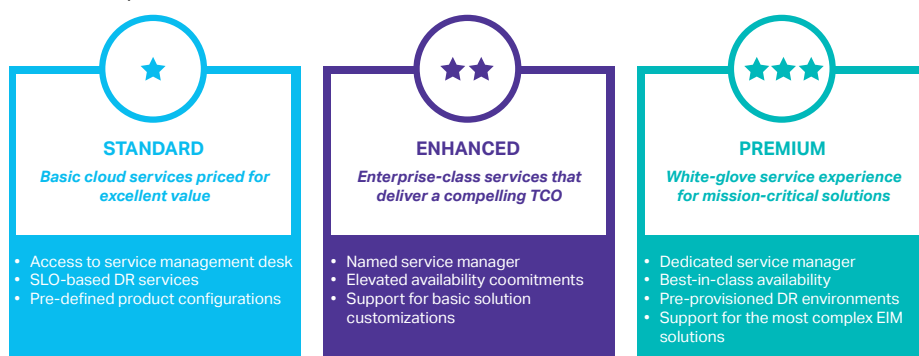 STANDARD
Basic cloud services priced for
excellent value
• Access to service management desk
• SLO-based DR services
• Pre-defined product configurations
ENHANCED
Enterprise-class services that
deliver a compelling TCO
• Named service manager
• Elevated availability coomitments
• Support for basic solution
customizations
PREMIUM
White-glove service experience
for mission-critical solutions
• Dedicated service manager
• Best-in-class availability
• Pre-provisioned DR environments
• Support for the most complex EIM
solutions